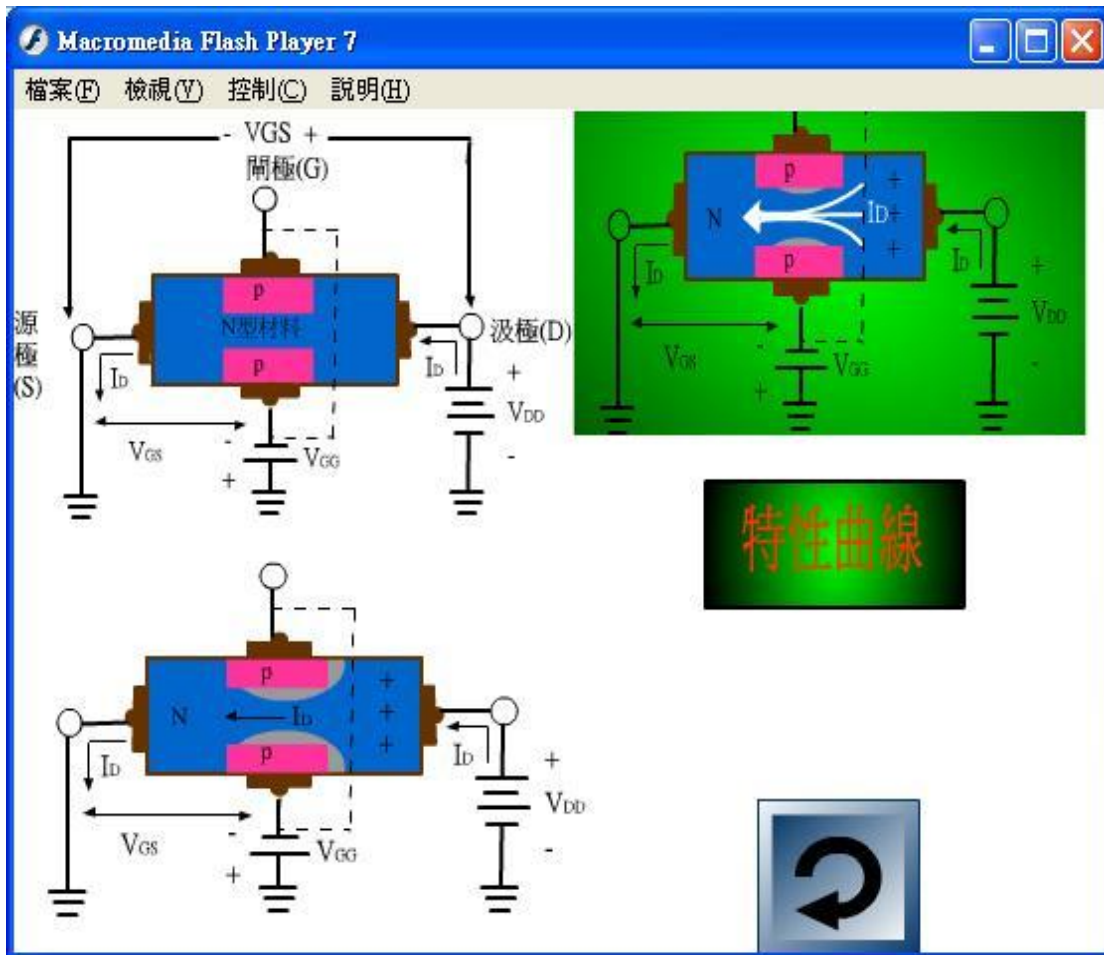 Macromedia Flash Player 7
檔案(F) 檢視(V) 控制(C) 說明(H)
- VGS +
閘極(G)
p
N型材料
p
源極(S)
汲極(D)
ID
ID
VGS
-
+
VGG
+
VDD
-
p
N
ID
+
+
+
p
ID
ID
VGS
-
+
VGG
+
VDD
-
特性曲線
p
N
ID
+
+
+
p
ID
ID
VGS
-
+
VGG
+
VDD
-